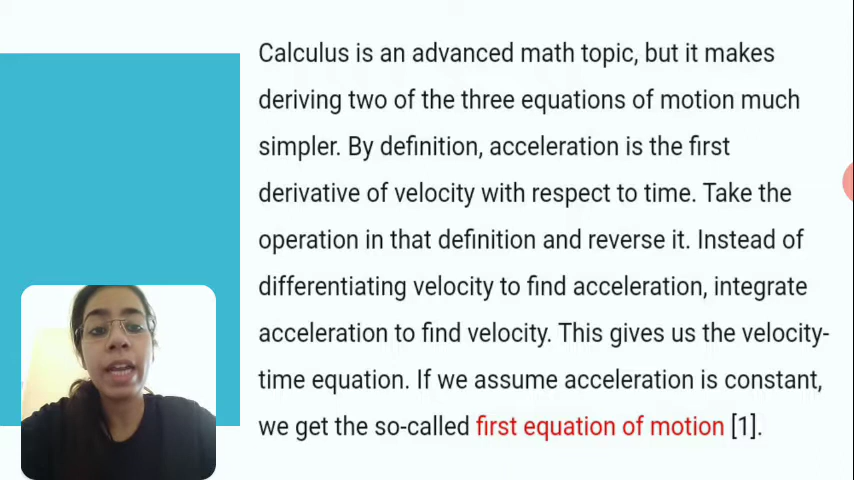 Calculus is an advanced math topic, but it makes
deriving two of the three equations of motion much
simpler. By definition, acceleration is the first
derivative of velocity with respect to time. Take the
operation in that definition and reverse it. Instead of
differentiating velocity to find acceleration, integrate
acceleration to find velocity. This gives us the velocity-
time equation. If we assume acceleration is constant,
we get the so-called first equation of motion [1].